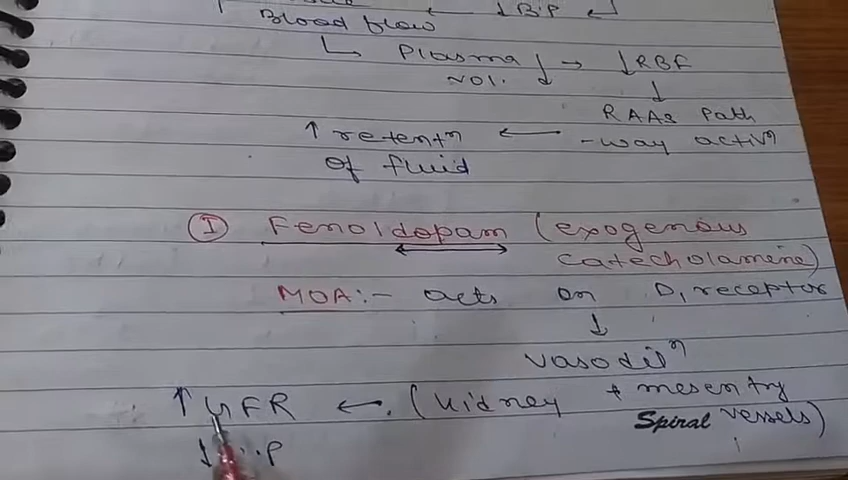 ↓BP ←
Blood flow
↳ Plasma vol. ↓ → ↓RBF
↓
RAAS Path
-way activⁿ
↑ retentⁿ ←
of fluid
Ⓘ Fenoldopam (exogenous
catecholamine)
MOA:- acts on D₁ receptor
↓
vasodilⁿ
↑ GFR ← (kidney + mesentry
vessels)
Spiral
↓